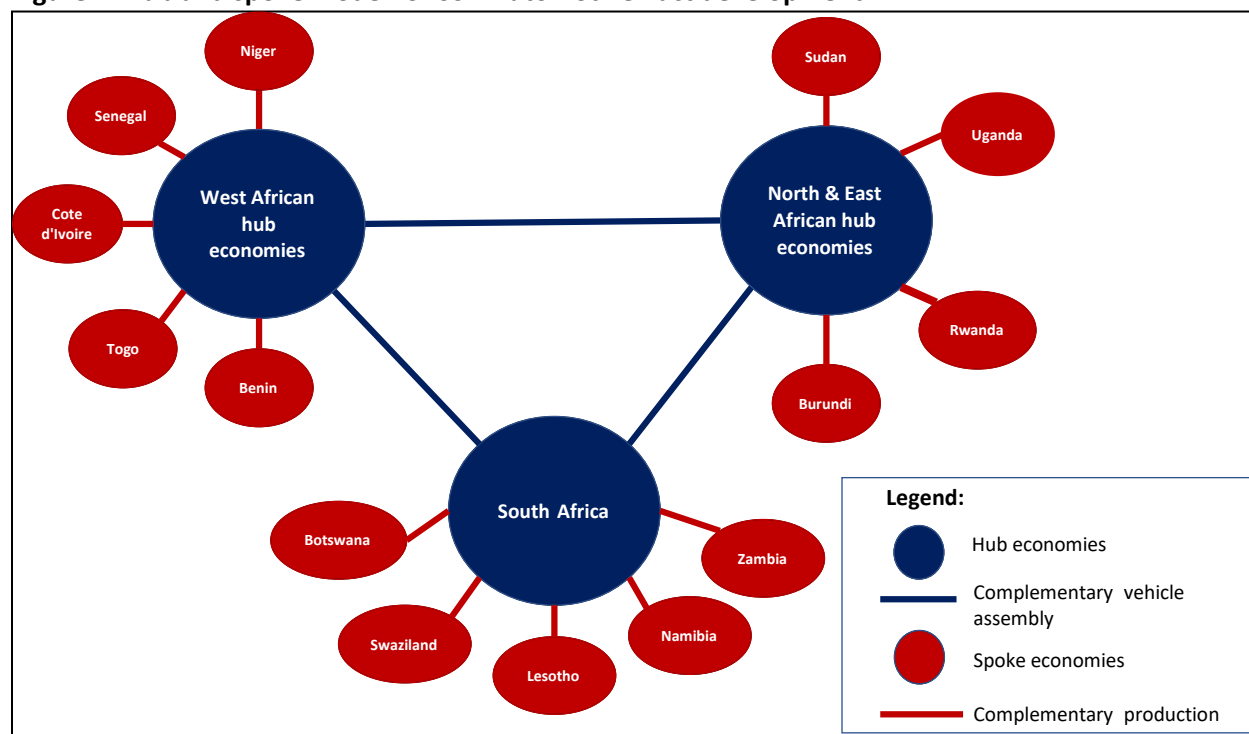 Niger
Senegal
Cote
d'Ivoire
Togo
Benin
West African
hub
economies
Sudan
Uganda
North & East
African hub
economies
Rwanda
Burundi
South Africa
Botswana
Swaziland
Lesotho
Namibia
Zambia
Legend:
Hub economies
Complementary vehicle
assembly
Spoke economies
Complementary production